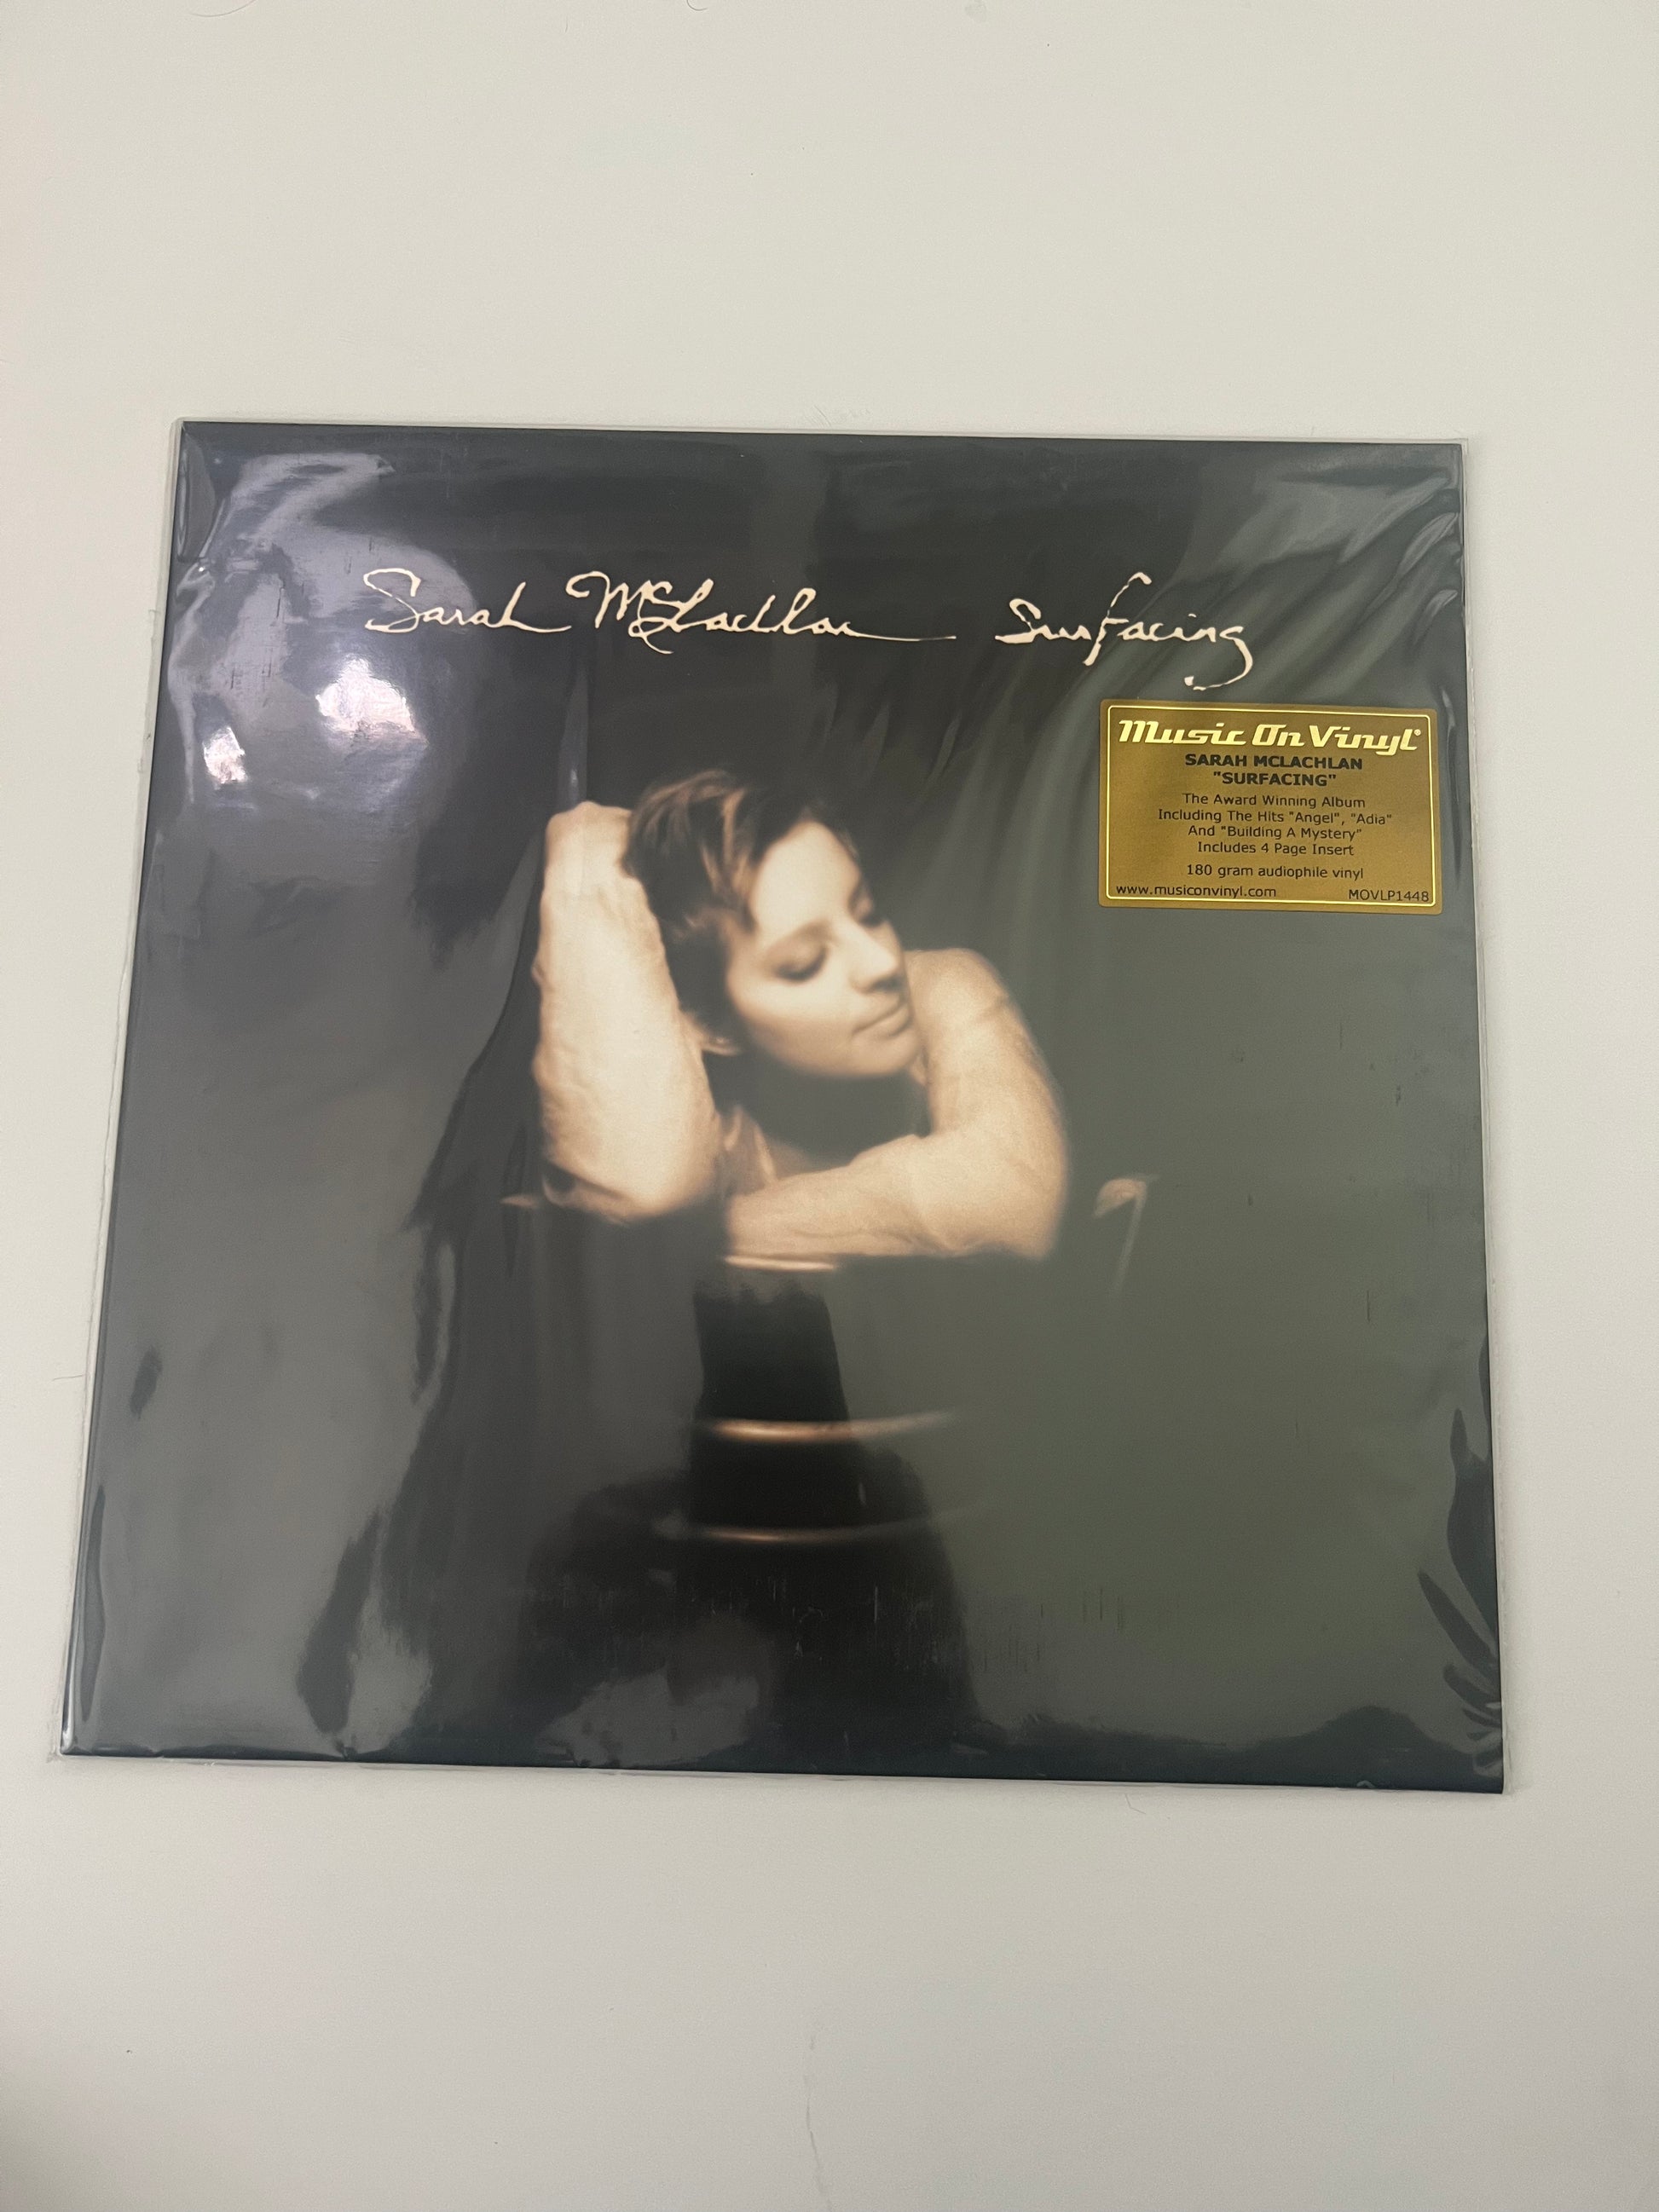 Sarah McLachlan Surfacing
Music On Vinyl®
SARAH MCLACHLAN
"SURFACING"
The Award Winning Album
Including The Hits "Angel", "Adia"
And "Building A Mystery"
Includes 4 Page Insert
180 gram audiophile vinyl
www.musiconvinyl.com MOVLP1448